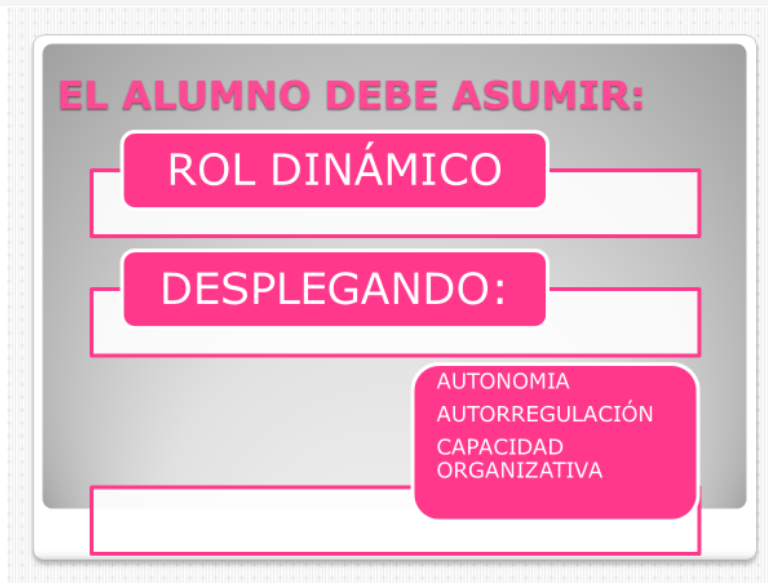 EL ALUMNO DEBE ASUMIR:
ROL DINÁMICO
DESPLEGANDO:
AUTONOMIA
AUTORREGULACIÓN
CAPACIDAD
ORGANIZATIVA